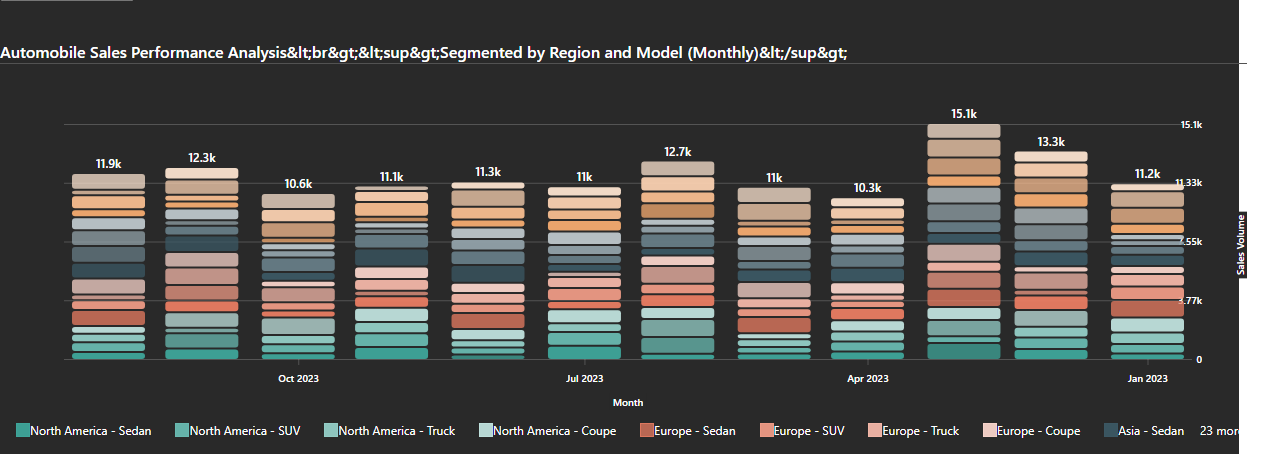 Automobile Sales Performance Analysis&lt;br&gt;&lt;sup&gt;Segmented by Region and Model (Monthly)&lt;/sup&gt;
15.1k
13.3k
12.7k
12.3k
11.9k
11.3k
11.1k
11k
11k
11.2k
10.6k
10.3k
15.1k
11.33k
7.55k
3.77k
0
Sales Volume
Oct 2023
Jul 2023
Apr 2023
Jan 2023
Month
North America - Sedan
North America - SUV
North America - Truck
North America - Coupe
Europe - Sedan
Europe - SUV
Europe - Truck
Europe - Coupe
Asia - Sedan
23 more